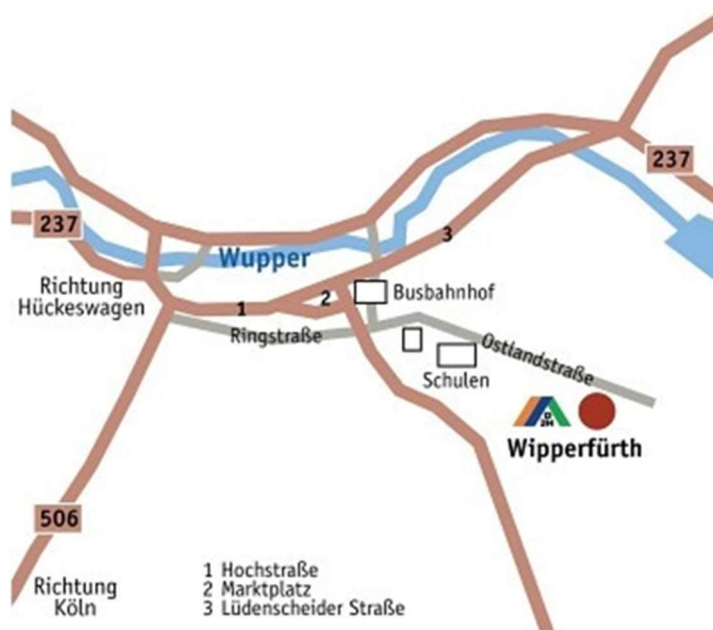 237
237
3
Wupper
Richtung
Hückeswagen
1
2
Busbahnhof
Ringstraße
Ostlandstraße
Schulen
Wipperfürth
506
Richtung
Köln
1 Hochstraße
2 Marktplatz
3 Lüdenscheider Straße